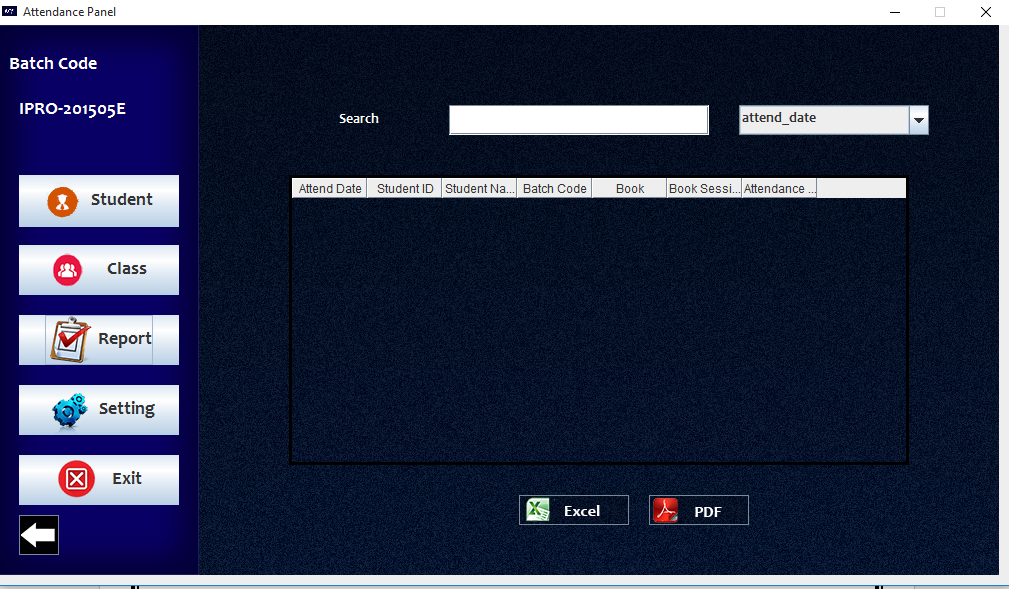 Attendance Panel
Batch Code
IPRO-201505E
Search
attend_date
Attend Date Student ID Student Na... Batch Code Book Book Sessi... Attendance ...
Student
Class
Report
Setting
Exit
Excel PDF